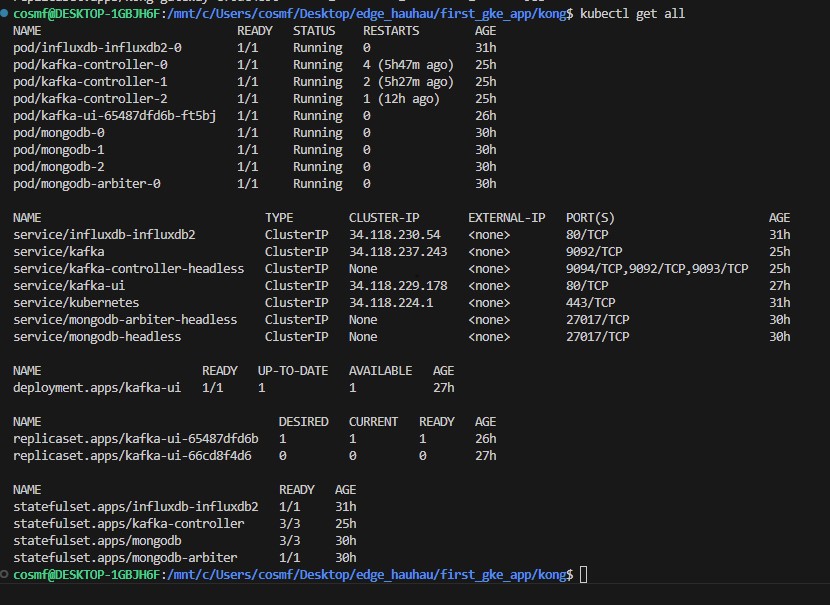 cosmf@DESKTOP-1GBJH6F:/mnt/c/Users/cosmf/Desktop/edge_hauhau/first_gke_app/kong$ kubectl get all
NAME READY STATUS RESTARTS AGE
pod/influxdb-influxdb2-0 1/1 Running 0 31h
pod/kafka-controller-0 1/1 Running 4 (5h47m ago) 25h
pod/kafka-controller-1 1/1 Running 2 (5h27m ago) 25h
pod/kafka-controller-2 1/1 Running 1 (12h ago) 25h
pod/kafka-ui-65487dfd6b-ft5bj 1/1 Running 0 26h
pod/mongodb-0 1/1 Running 0 30h
pod/mongodb-1 1/1 Running 0 30h
pod/mongodb-2 1/1 Running 0 30h
pod/mongodb-arbiter-0 1/1 Running 0 30h
NAME TYPE CLUSTER-IP EXTERNAL-IP PORT(S) AGE
service/influxdb-influxdb2 ClusterIP 34.118.230.54 <none> 80/TCP 31h
service/kafka ClusterIP 34.118.237.243 <none> 9092/TCP 25h
service/kafka-controller-headless ClusterIP None <none> 9094/TCP,9092/TCP,9093/TCP 25h
service/kafka-ui ClusterIP 34.118.229.178 <none> 80/TCP 27h
service/kubernetes ClusterIP 34.118.224.1 <none> 443/TCP 31h
service/mongodb-arbiter-headless ClusterIP None <none> 27017/TCP 30h
service/mongodb-headless ClusterIP None <none> 27017/TCP 30h
NAME READY UP-TO-DATE AVAILABLE AGE
deployment.apps/kafka-ui 1/1 1 1 27h
NAME DESIRED CURRENT READY AGE
replicaset.apps/kafka-ui-65487dfd6b 1 1 1 26h
replicaset.apps/kafka-ui-66cd8f4d6 0 0 0 27h
NAME READY AGE
statefulset.apps/influxdb-influxdb2 1/1 31h
statefulset.apps/kafka-controller 3/3 25h
statefulset.apps/mongodb 3/3 30h
statefulset.apps/mongodb-arbiter 1/1 30h
cosmf@DESKTOP-1GBJH6F:/mnt/c/Users/cosmf/Desktop/edge_hauhau/first_gke_app/kong$